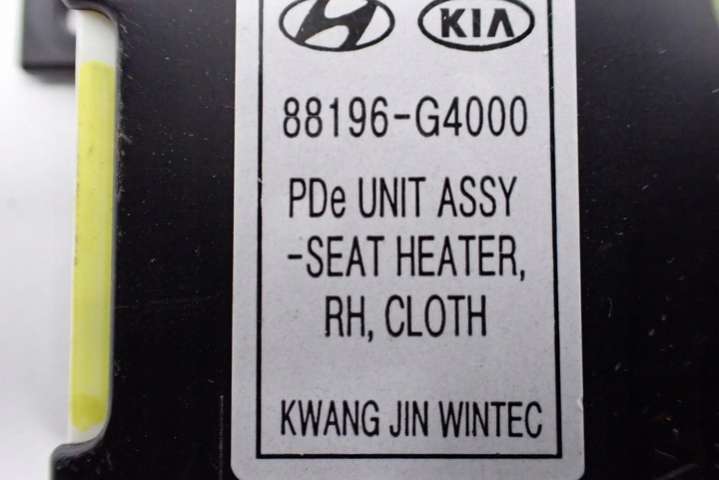 KIA
88196-G4000
PDe UNIT ASSY
-SEAT HEATER,
RH, CLOTH
KWANG JIN WINTEC